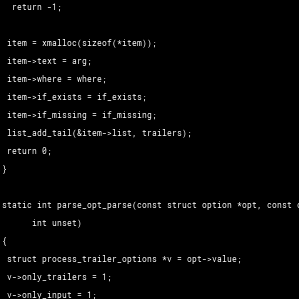 return -1;
item = xmalloc(sizeof(*item));
item->text = arg;
item->where = where;
item->if_exists = if_exists;
item->if_missing = if_missing;
list_add_tail(&item->list, trailers);
return 0;
}
static int parse_opt_parse(const struct option *opt, const
int unset)
{
struct process_trailer_options *v = opt->value;
v->only_trailers = 1;
v->only_input = 1;